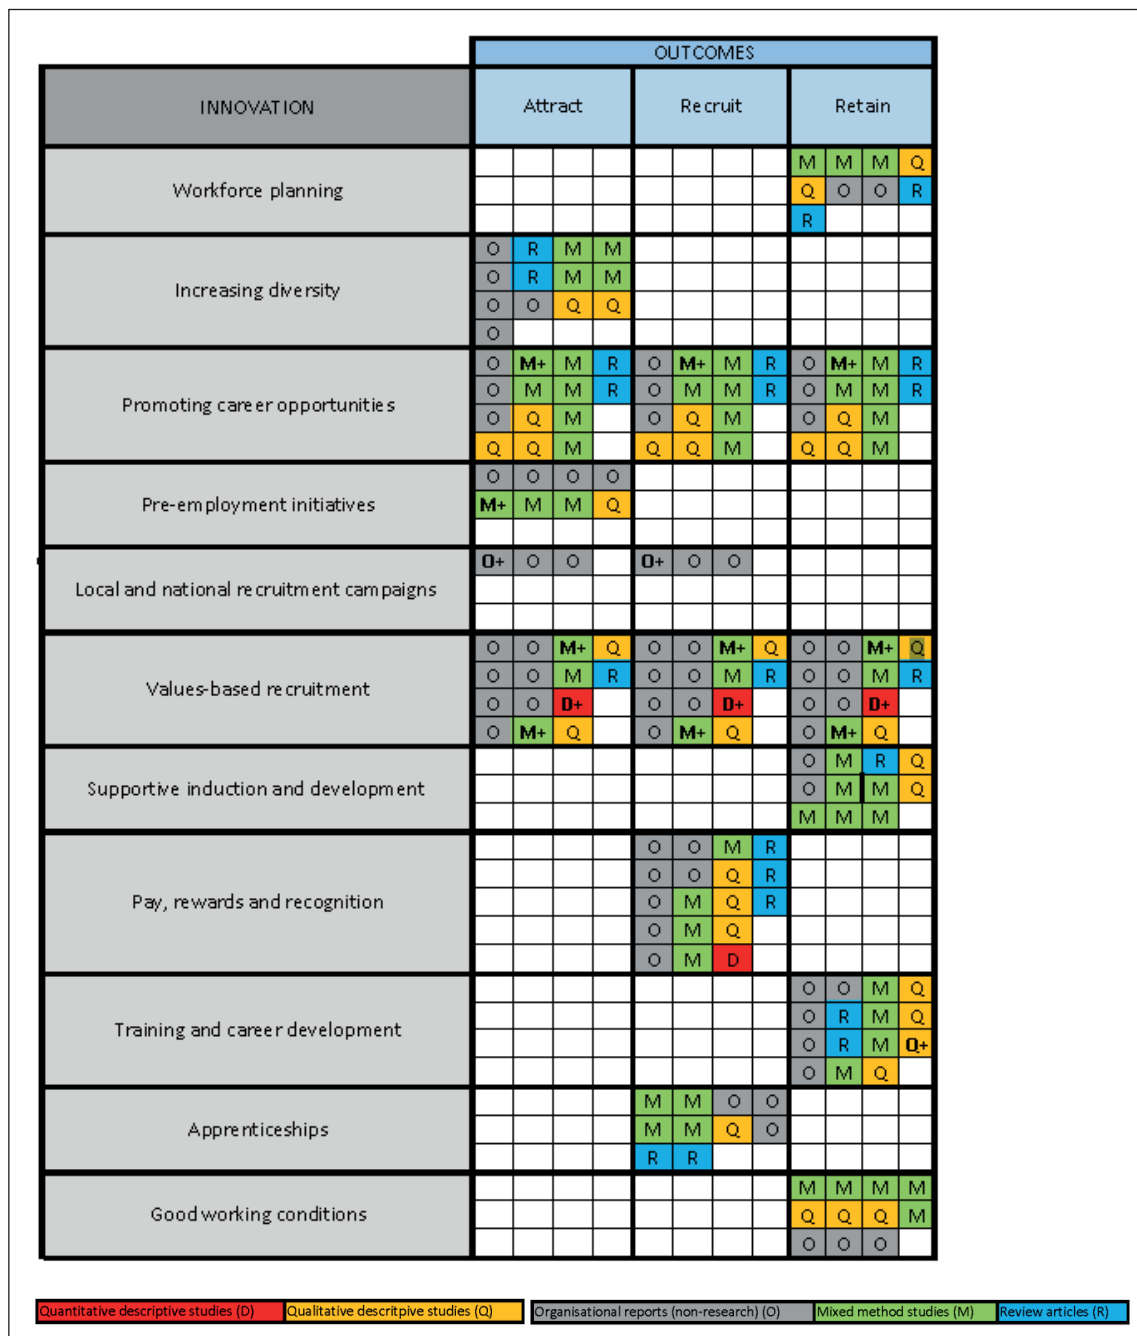 OUTCOMES
INNOVATION Attract Recruit Retain
M M M Q
Workforce planning Q O O R
R
O R M M
O R M M
Increasing diversity
O O Q Q
O
O M+ M R O M+ M R O M+ M R
O M M R O M M R O M M R
Promoting career opportunities
O Q M O Q M O Q M
Q Q M Q Q M Q Q M
O O O O
Pre-employment initiatives M+ M M Q
O+ O O O+ O O
Local and national recruitment campaigns
O O M+ Q O O M+ Q O O M+ Q
O O M R O O M R O O M R
Values-based recruitment
O O D+ O O D+ O O D+
O M+ Q O M+ Q O M+ Q
O M R Q
Supportive induction and development O M M Q
M M M
O O M R
O O Q R
Pay, rewards and recognition O M Q R
O M Q
O M D
O O M Q
O R M Q
Training and career development
O R M Q+
O M Q
M M O O
Apprenticeships M M Q O
R R
M M M M
Good working conditions Q Q Q M
O O O
Quantitative descriptive studies (D) Qualitative descritpive studies (Q) Organisational reports (non-research) (O) Mixed method studies (M) Review articles (R)